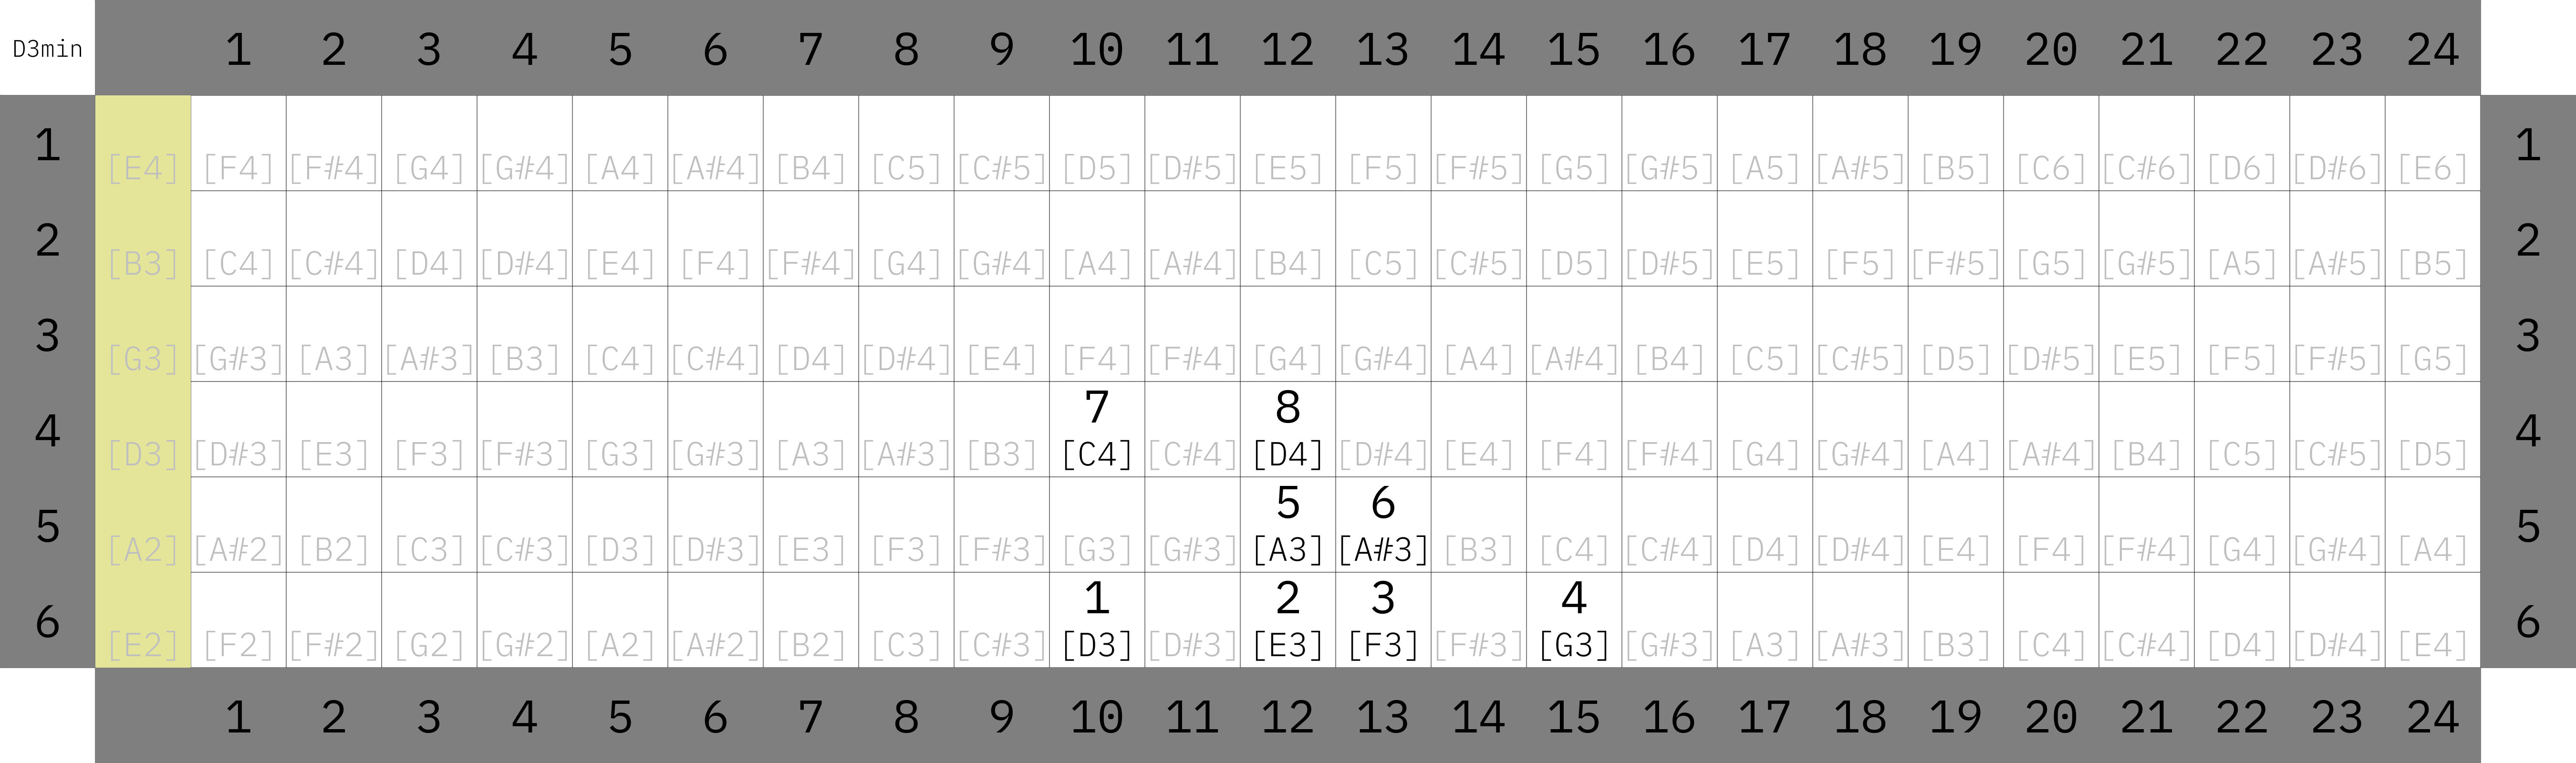 D3min 1 2 3 4 5 6 7 8 9 10 11 12 13 14 15 16 17 18 19 20 21 22 23 24
1 [E4] [F4] [F#4] [G4] [G#4] [A4] [A#4] [B4] [C5] [C#5] [D5] [D#5] [E5] [F5] [F#5] [G5] [G#5] [A5] [A#5] [B5] [C6] [C#6] [D6] [D#6] [E6] 1
2 [B3] [C4] [C#4] [D4] [D#4] [E4] [F4] [F#4] [G4] [G#4] [A4] [A#4] [B4] [C5] [C#5] [D5] [D#5] [E5] [F5] [F#5] [G5] [G#5] [A5] [A#5] [B5] 2
3 [G3] [G#3] [A3] [A#3] [B3] [C4] [C#4] [D4] [D#4] [E4] [F4] [F#4] [G4] [G#4] [A4] [A#4] [B4] [C5] [C#5] [D5] [D#5] [E5] [F5] [F#5] [G5] 3
7 8
4 [D3] [D#3] [E3] [F3] [F#3] [G3] [G#3] [A3] [A#3] [B3] [C4] [C#4] [D4] [D#4] [E4] [F4] [F#4] [G4] [G#4] [A4] [A#4] [B4] [C5] [C#5] [D5] 4
5 6
5 [A2] [A#2] [B2] [C3] [C#3] [D3] [D#3] [E3] [F3] [F#3] [G3] [G#3] [A3] [A#3] [B3] [C4] [C#4] [D4] [D#4] [E4] [F4] [F#4] [G4] [G#4] [A4] 5
1 2 3 4
6 [E2] [F2] [F#2] [G2] [G#2] [A2] [A#2] [B2] [C3] [C#3] [D3] [D#3] [E3] [F3] [F#3] [G3] [G#3] [A3] [A#3] [B3] [C4] [C#4] [D4] [D#4] [E4] 6
1 2 3 4 5 6 7 8 9 10 11 12 13 14 15 16 17 18 19 20 21 22 23 24